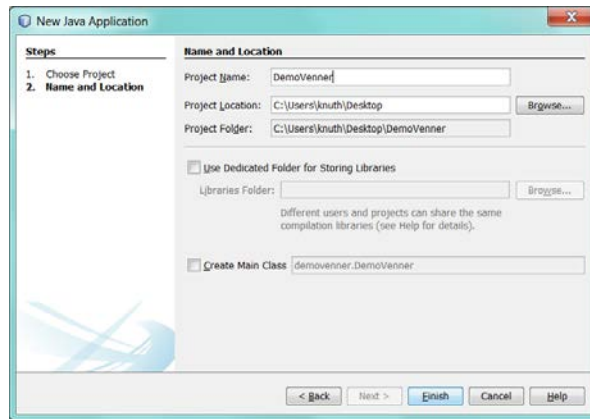 New Java Application
Steps
1. Choose Project
2. Name and Location
Name and Location
Project Name: DemoVenner
Project Location: C:\Users\knuth\Desktop Browse...
Project Folder: C:\Users\knuth\Desktop\DemoVenner
Use Dedicated Folder for Storing Libraries
Libraries Folder: Browse...
Different users and projects can share the same
compilation libraries (see Help for details).
Create Main Class demovenner.DemoVenner
< Back Next > Finish Cancel Help